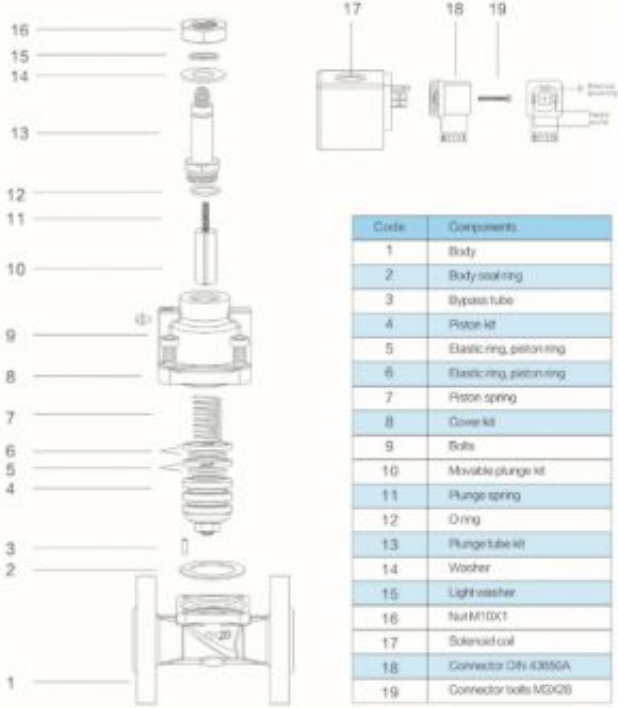 16
15
14
13
12
11
10
9
8
7
6
5
4
3
2
1
20
17
18
19
Code Components
1 Body
2 Body seal ring
3 Bypass tube
4 Piston kit
5 Elastic ring, piston ring
6 Elastic ring, piston ring
7 Piston spring
8 Cover kit
9 Bolts
10 Movable plunge kit
11 Plunge spring
12 O ring
13 Plunge tube kit
14 Washer
15 Light washer
16 Nut M10X1
17 Solenoid coil
18 Connector DIN 43650A
19 Connector bolts M3X28